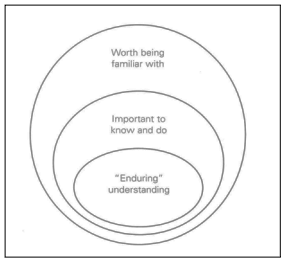 Worth being
familiar with
Important to
know and do
"Enduring"
understanding